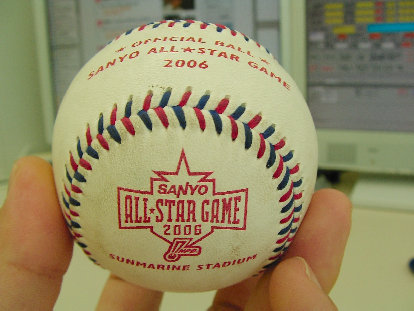 OFFICIAL BALL
SANYO ALL★STAR GAME
2006
SANYO
ALL★STAR GAME
2006
SUNMARINE STADIUM